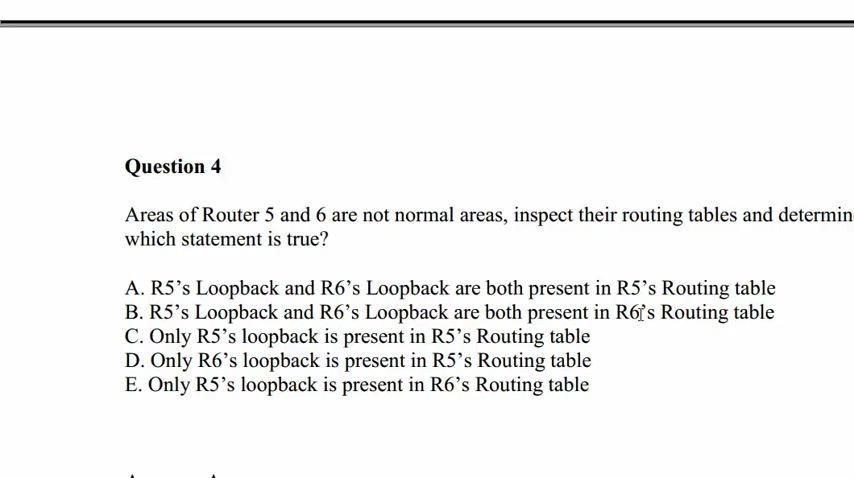 Question 4
Areas of Router 5 and 6 are not normal areas, inspect their routing tables and determin
which statement is true?
A. R5’s Loopback and R6’s Loopback are both present in R5’s Routing table
B. R5’s Loopback and R6’s Loopback are both present in R6’s Routing table
C. Only R5’s loopback is present in R5’s Routing table
D. Only R6’s loopback is present in R5’s Routing table
E. Only R5’s loopback is present in R6’s Routing table